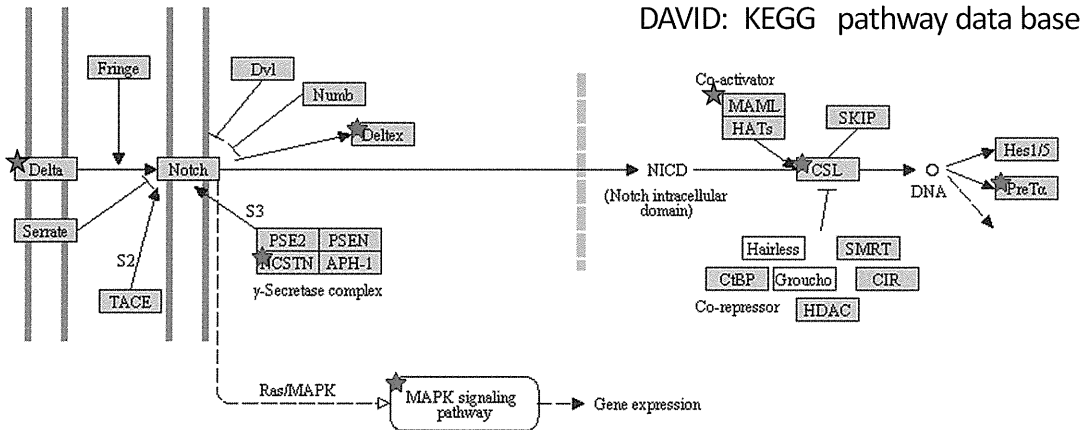 DAVID: KEGG pathway data base
Fringe
Dvl
Numb
Deltex
Delta
Notch
Serrate
S2
TACE
S3
PSE2 PSEN
NCSTN APH-1
γ-Secretase complex
NICD
(Notch intracellular
domain)
Co-activator
MAML
HATs
SKIP
CSL
DNA
Hes1/5
PreTα
Hairless
SMRT
CtBP
Groucho
CIR
Co-repressor
HDAC
Ras/MAPK
MAPK signaling
pathway
Gene expression